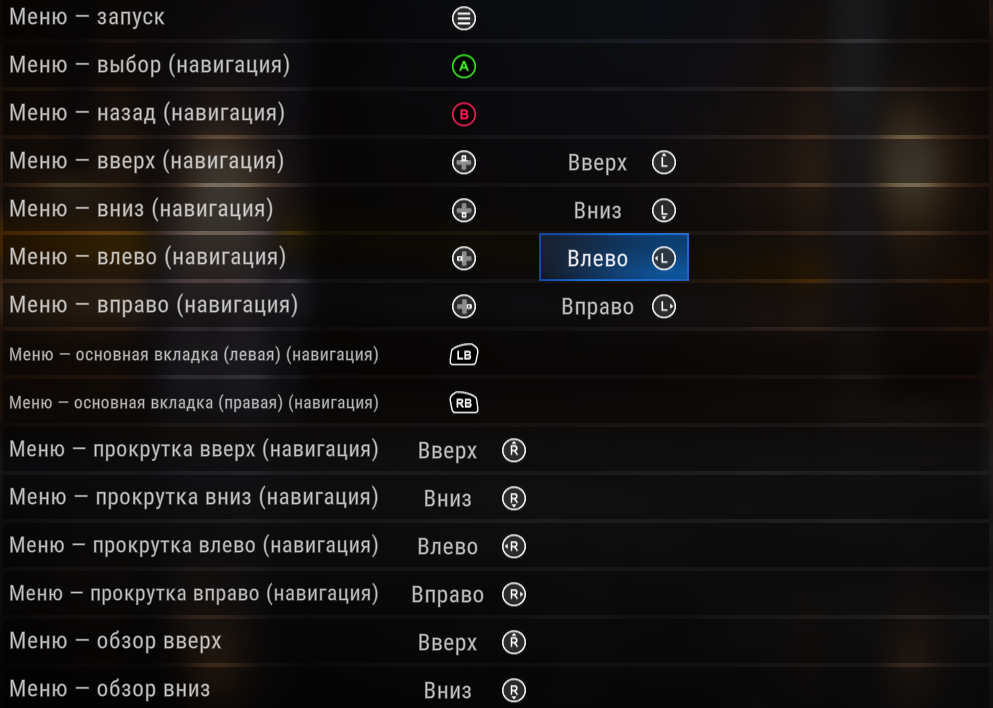 Меню — запуск
Меню — выбор (навигация) A
Меню — назад (навигация) B
Меню — вверх (навигация) Вверх L
Меню — вниз (навигация) Вниз L
Меню — влево (навигация) Влево L
Меню — вправо (навигация) Вправо L
Меню — основная вкладка (левая) (навигация) LB
Меню — основная вкладка (правая) (навигация) RB
Меню — прокрутка вверх (навигация) Вверх R
Меню — прокрутка вниз (навигация) Вниз R
Меню — прокрутка влево (навигация) Влево R
Меню — прокрутка вправо (навигация) Вправо R
Меню — обзор вверх Вверх R
Меню — обзор вниз Вниз R